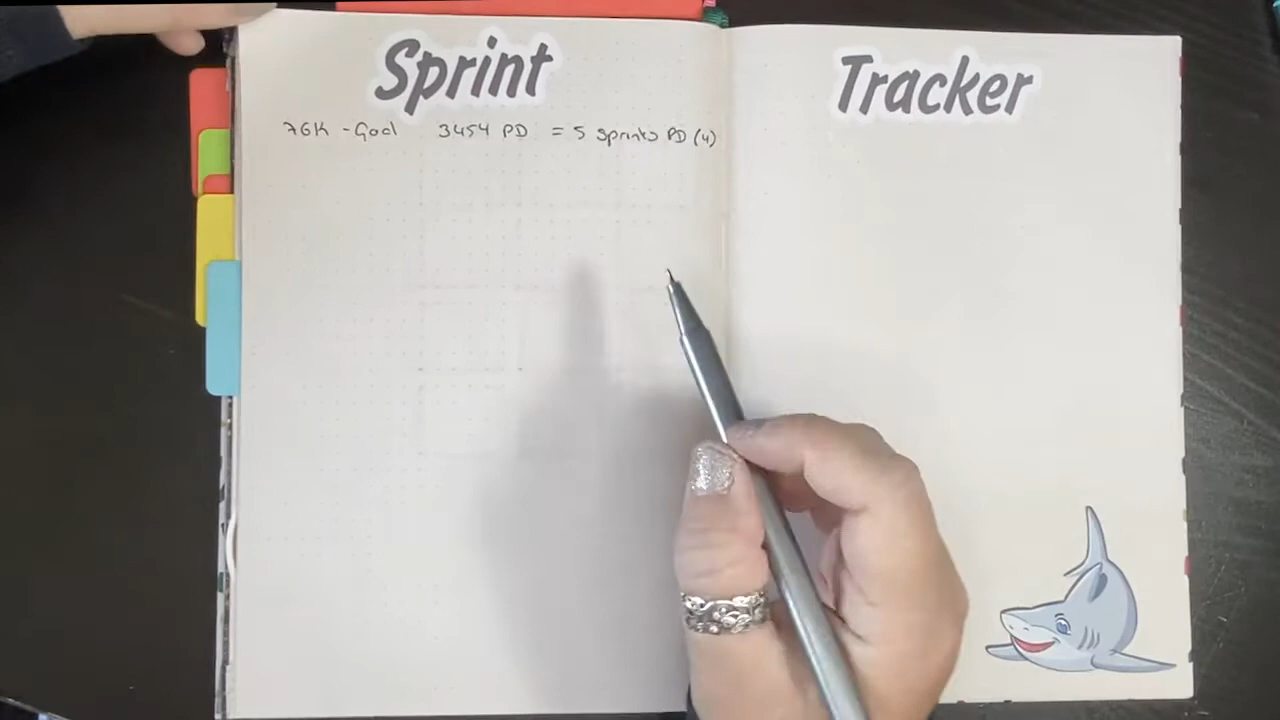 Sprint Tracker
76K - Goal 3454 PD = 5 Sprints PD (4)